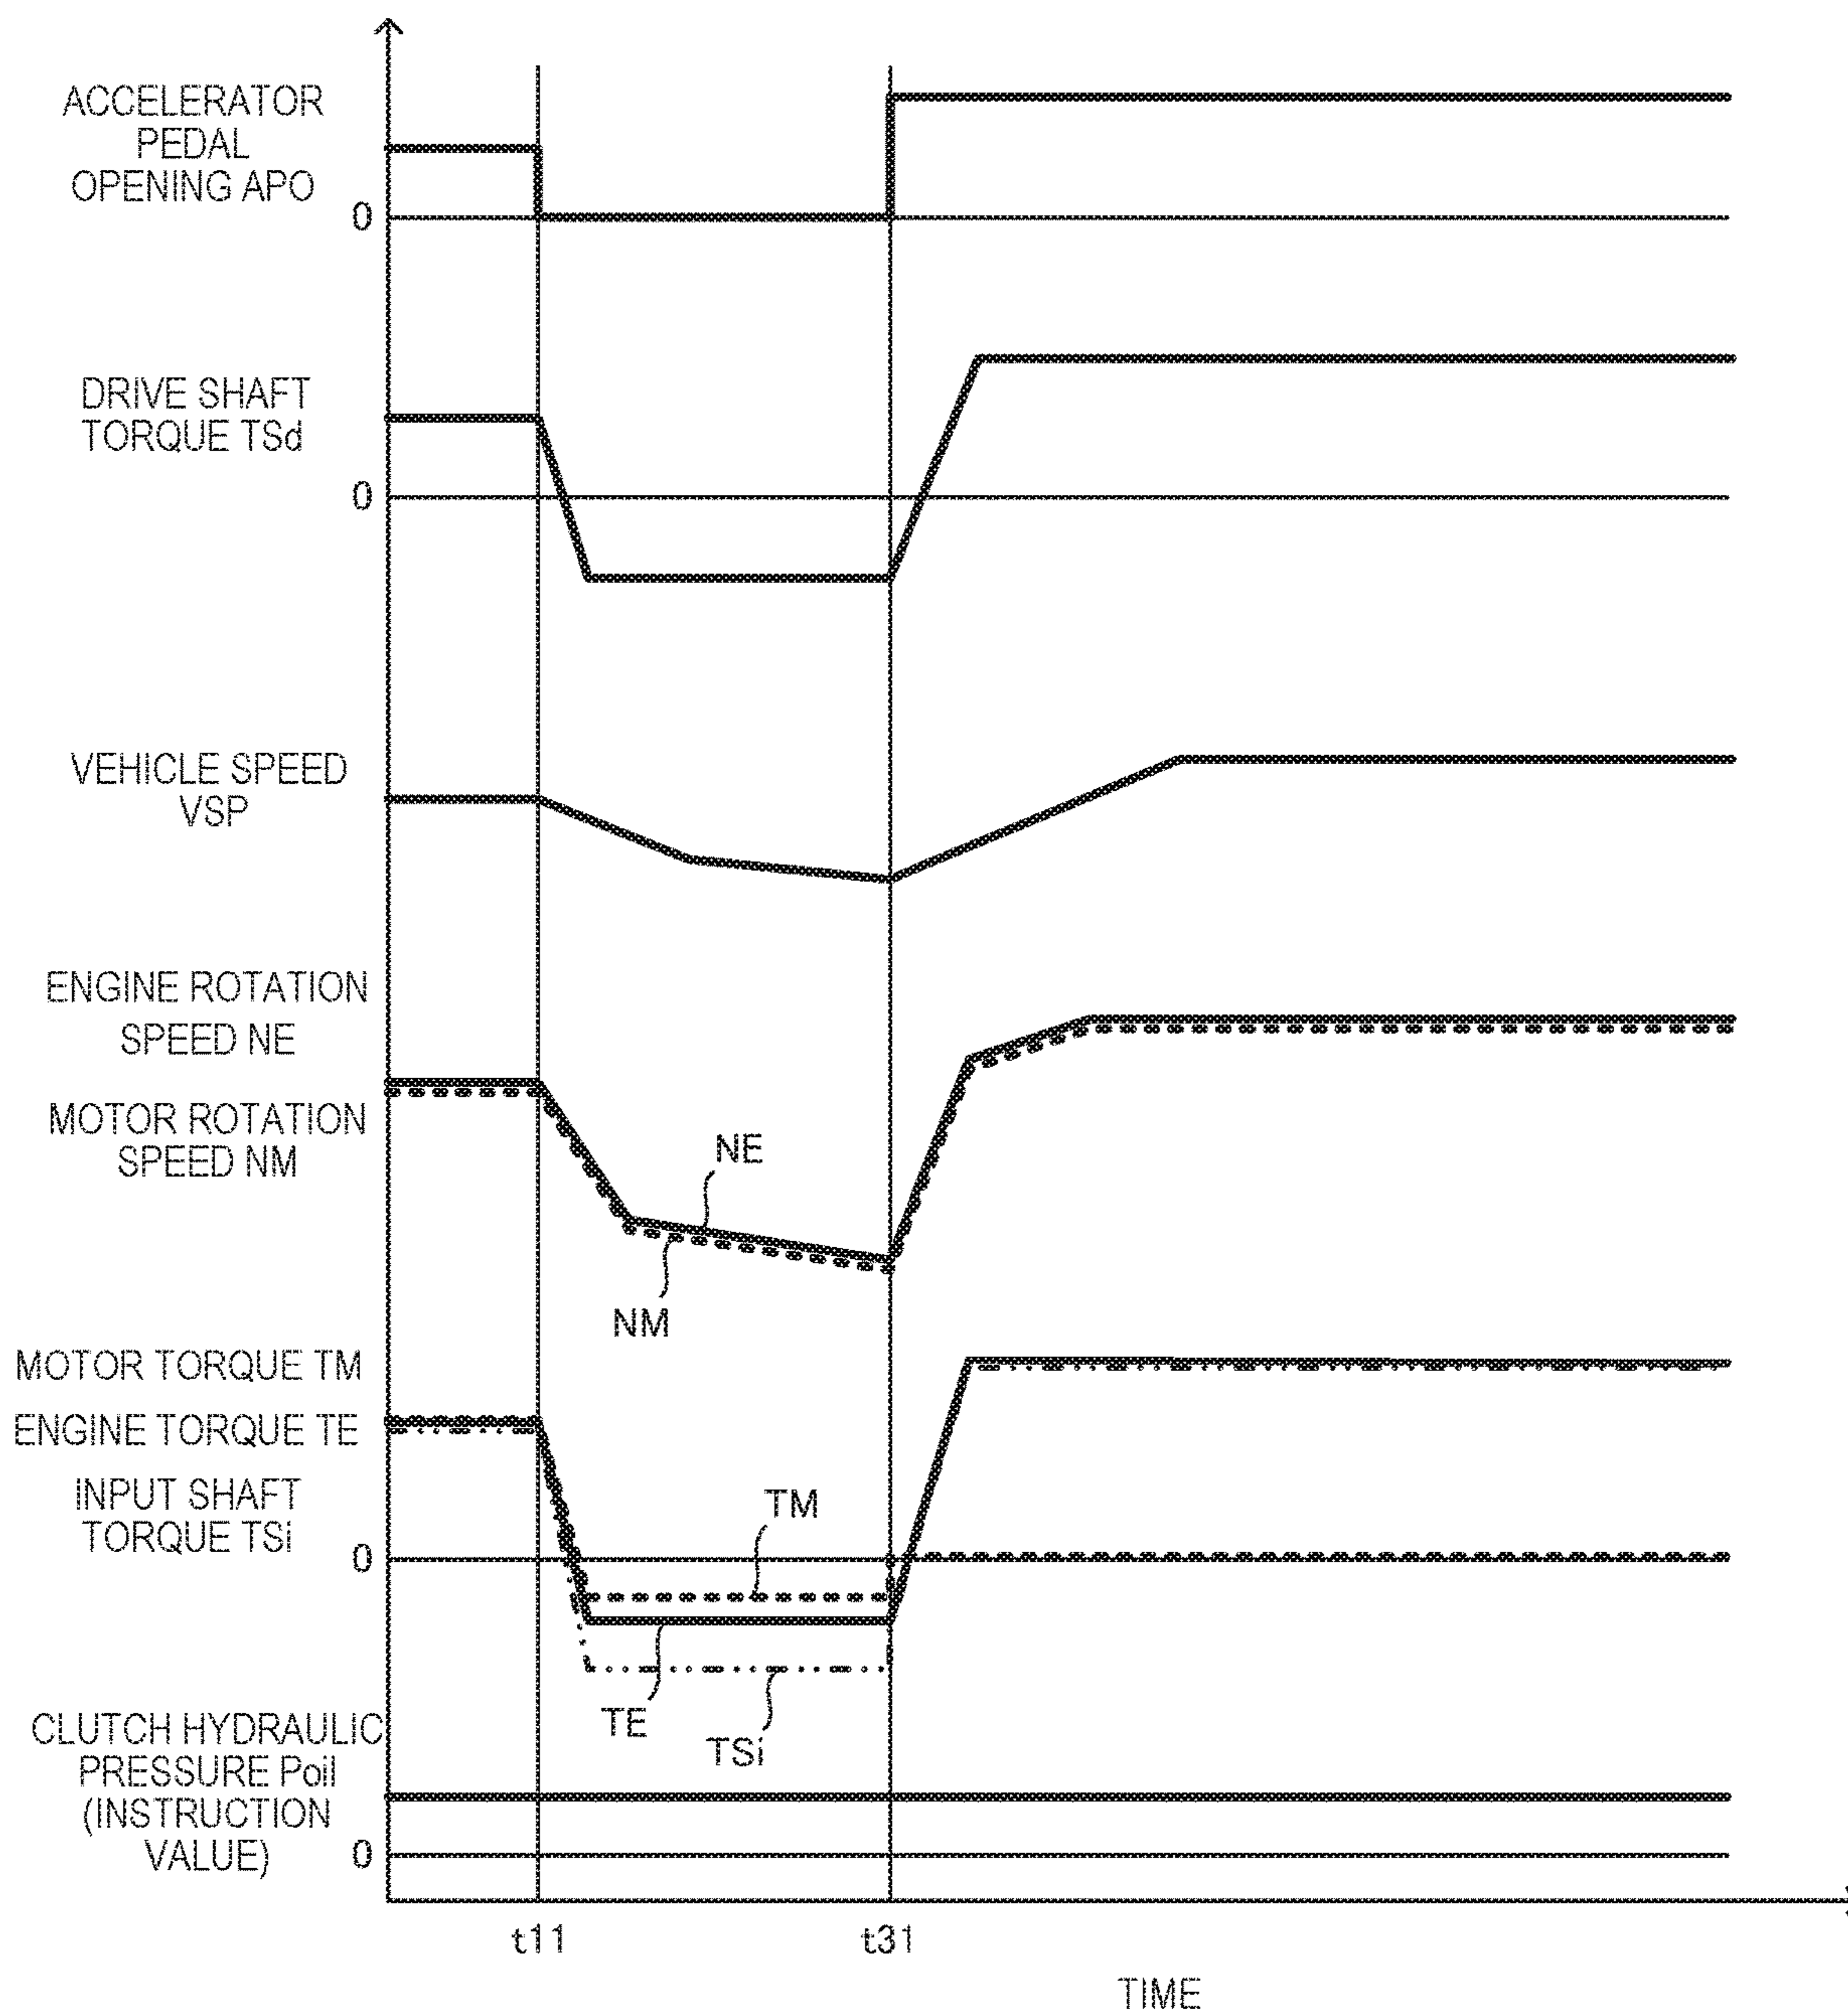 ACCELERATOR
PEDAL
OPENING APO
0
DRIVE SHAFT
TORQUE TSd
0
VEHICLE SPEED
VSP
ENGINE ROTATION
SPEED NE
MOTOR ROTATION
SPEED NM
NE
NM
MOTOR TORQUE TM
ENGINE TORQUE TE
INPUT SHAFT
TORQUE TSi
0
TM
TE
TSi
CLUTCH HYDRAULIC
PRESSURE Poil
(INSTRUCTION
VALUE)
0
t11
t31
TIME